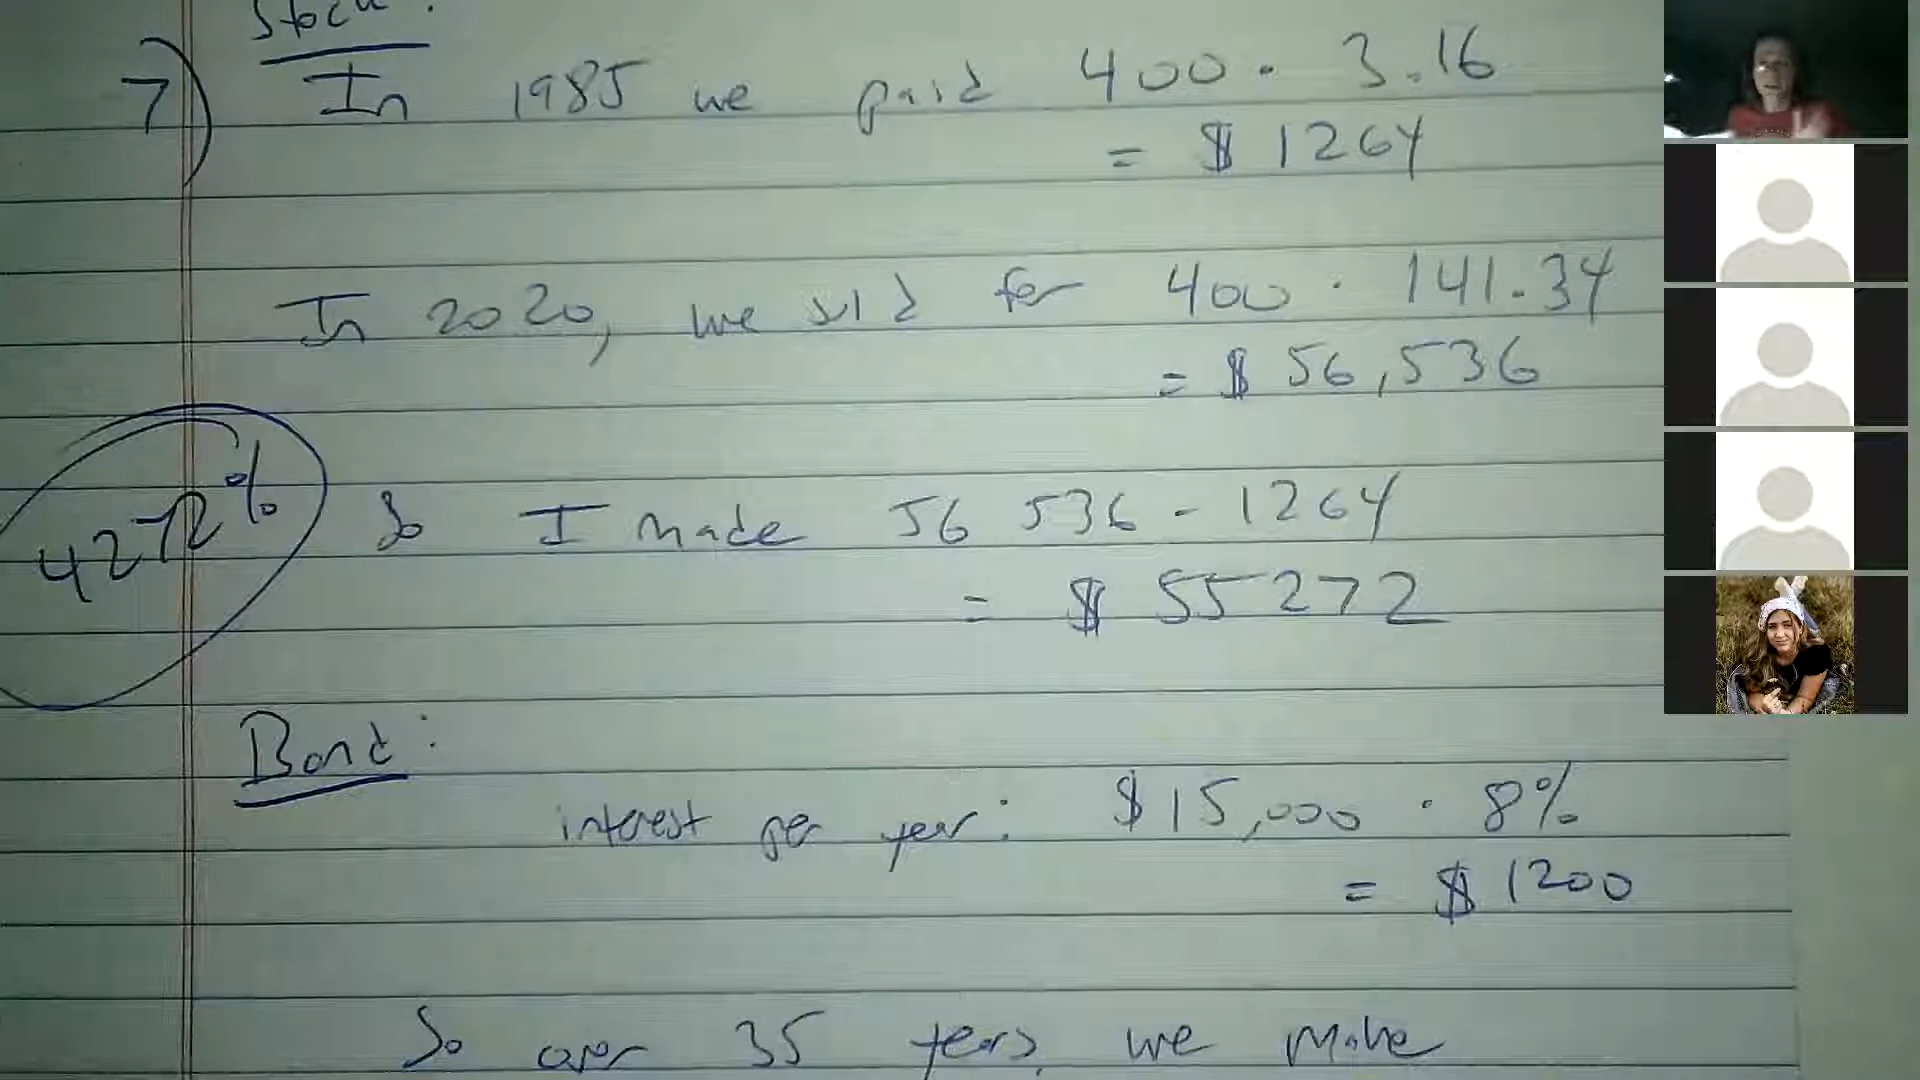 Stock:
7) In 1985 we paid 400 · 3.16
= $ 1264
In 2020, we sold for 400 · 141.34
= $ 56,536
4272%
So I made 56 536 - 1264
= $ 55272
Bond:
interest per year: $15,000 · 8%
= $ 1200
So over 35 years, we make